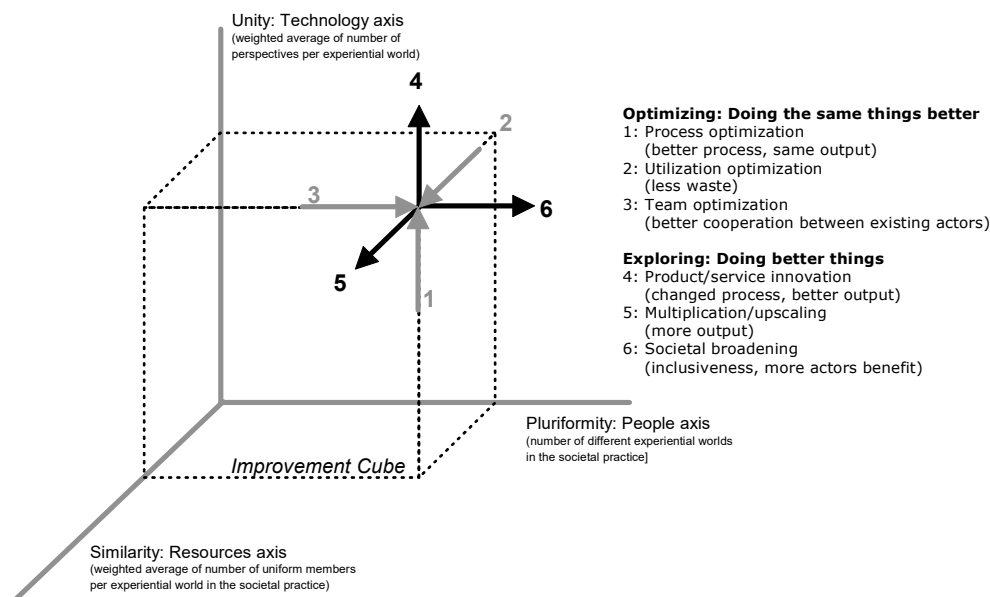 Unity: Technology axis
(weighted average of number of
perspectives per experiential world)
4
2
3
6
5
1
Optimizing: Doing the same things better
1: Process optimization
(better process, same output)
2: Utilization optimization
(less waste)
3: Team optimization
(better cooperation between existing actors)
Exploring: Doing better things
4: Product/service innovation
(changed process, better output)
5: Multiplication/upscaling
(more output)
6: Societal broadening
(inclusiveness, more actors benefit)
Pluriformity: People axis
(number of different experiential worlds
in the societal practice]
Improvement Cube
Similarity: Resources axis
(weighted average of number of uniform members
per experiential world in the societal practice)